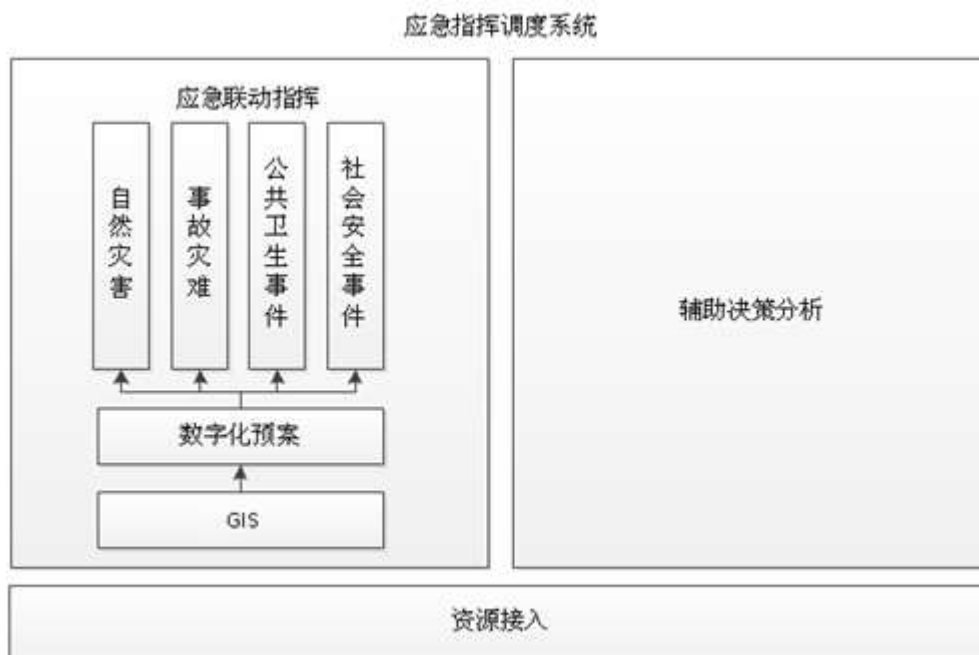 应急指挥调度系统
应急联动指挥
自然灾害
事故灾难
公共卫生事件
社会安全事件
数字化预案
GIS
辅助决策分析
资源接入